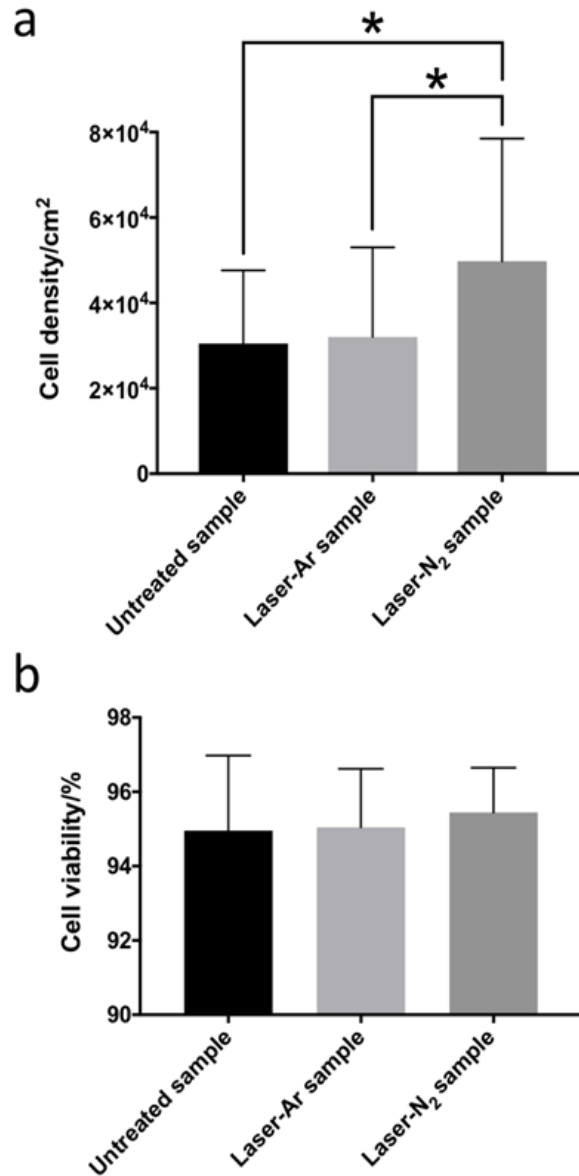 a
*
*
8×10⁴
6×10⁴
4×10⁴
2×10⁴
0
Cell density/cm²
Untreated sample
Laser-Ar sample
Laser-N₂ sample
b
98
96
94
92
90
Cell viability/%
Untreated sample
Laser-Ar sample
Laser-N₂ sample